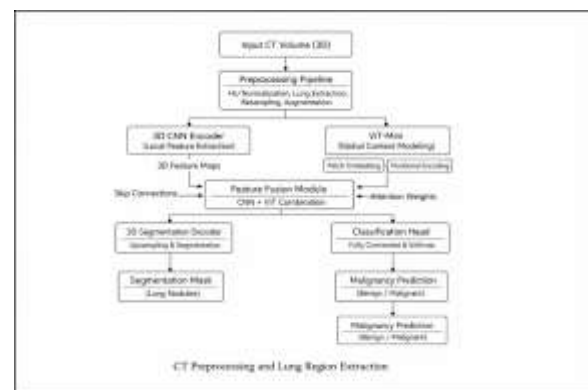 Input CT Volume (3D)
Preprocessing Pipeline
HU Normalization, Lung Extraction,
Resampling, Augmentation
3D CNN Encoder
(Local Feature Extraction)
ViT-Mini
(Global Context Modeling)
Patch Embedding
Positional Encoding
3D Feature Maps
Skip Connections
Feature Fusion Module
CNN + ViT Combination
Attention Weights
3D Segmentation Decoder
Upsampling & Segmentation
Classification Head
Fully Connected & Softmax
Segmentation Mask
(Lung Nodules)
Malignancy Prediction
(Benign / Malignant)
Malignancy Prediction
(Benign / Malignant)
CT Preprocessing and Lung Region Extraction